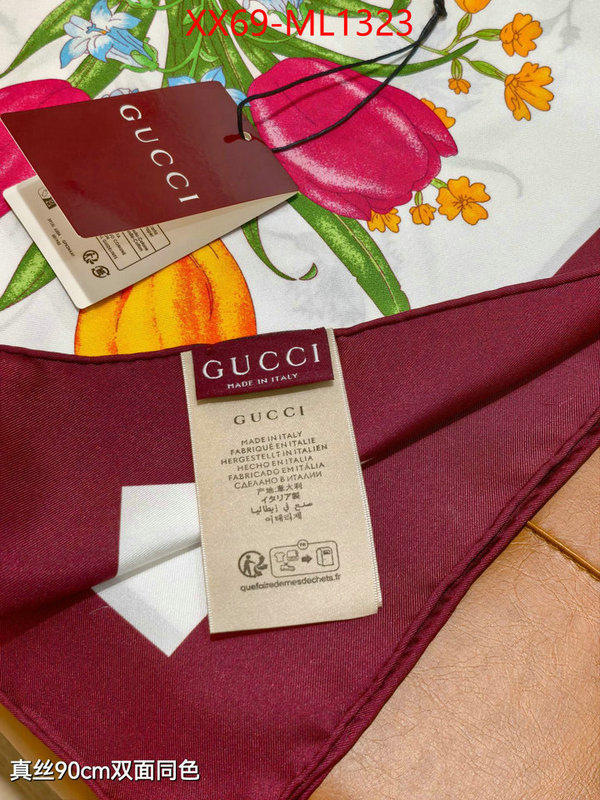 XX69-ML1323
GUCCI
GUCCI
MADE IN ITALY
GUCCI
MADE IN ITALY
FABRIQUÉ EN ITALIE
HERGESTELLT IN ITALIEN
HECHO EN ITALIA
FABRICADO EM ITÁLIA
СДЕЛАНО В ИТАЛИИ
产地:意大利
イタリア製
صنع في إيطاليا
이태리제
FR
quefairedemesdechets.fr
真丝90cm双面同色